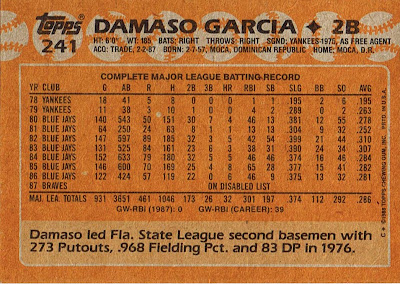 Topps DAMASO GARCIA 2B
241 HT: 6'0" WT: 185 BATS: RIGHT THROWS: RIGHT SGND: YANKEES-1975, AS FREE AGENT
ACQ: TRADE, 2-2-87 BORN: 2-7-57, MOCA, DOMINICAN REPUBLIC HOME: MOCA, D.R.
COMPLETE MAJOR LEAGUE BATTING RECORD
YR CLUB G AB R H 2B 3B HR RBI SB SLG BB SO AVG
78 YANKEES 18 41 5 8 0 0 0 1 1 .195 2 6 .195
79 YANKEES 11 38 3 10 1 0 0 4 2 .289 0 2 .263
80 BLUE JAYS 140 543 50 151 30 7 4 46 13 .381 12 55 .278
81 BLUE JAYS 64 250 24 63 8 1 1 13 13 .304 9 32 .252
82 BLUE JAYS 147 597 89 185 32 3 5 42 54 .399 21 44 .310
83 BLUE JAYS 131 525 84 161 23 6 3 38 31 .390 24 34 .307
84 BLUE JAYS 152 633 79 180 32 5 5 46 46 .374 16 46 .284
85 BLUE JAYS 146 600 70 169 25 4 8 65 28 .377 15 41 .282
86 BLUE JAYS 122 424 57 119 22 0 6 46 9 .375 13 32 .281
87 BRAVES ON DISABLED LIST
MAJ. LEA. TOTALS 931 3651 461 1046 173 26 32 301 197 .374 112 292 .286
GW-RBI (1987): 0 GW-RBI (CAREER): 39
Damaso led Fla. State League second basemen with
273 Putouts, .968 Fielding Pct. and 83 DP in 1976.
C * © 1988 TOPPS CHEWING GUM, INC. PRTD. IN U.S.A.